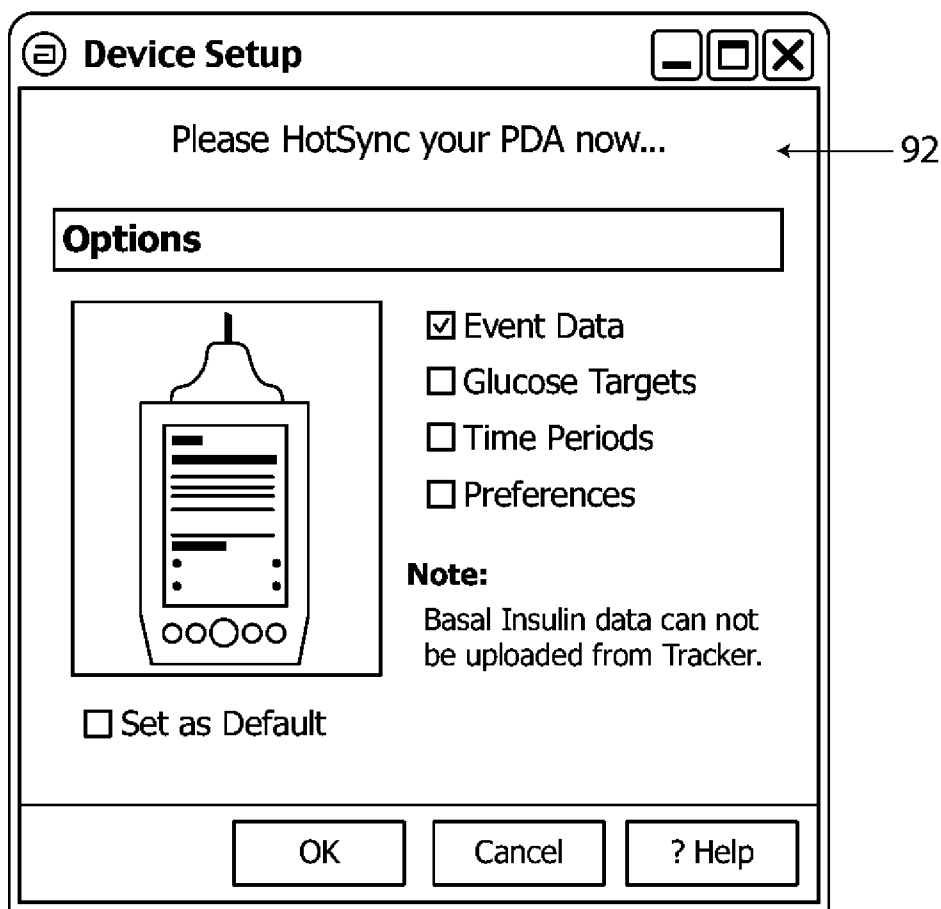 Device Setup
Please HotSync your PDA now...
92
Options
Event Data
Glucose Targets
Time Periods
Preferences
Note:
Basal Insulin data can not
be uploaded from Tracker.
Set as Default
OK
Cancel
? Help